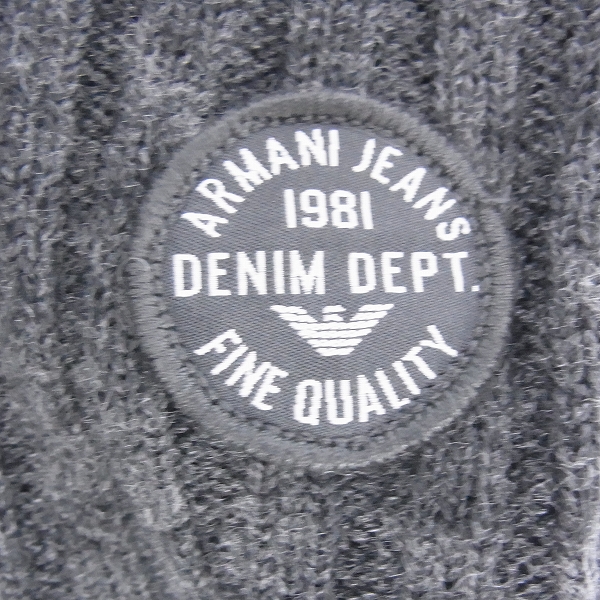 ARMANI JEANS
1981
DENIM DEPT.
FINE QUALITY